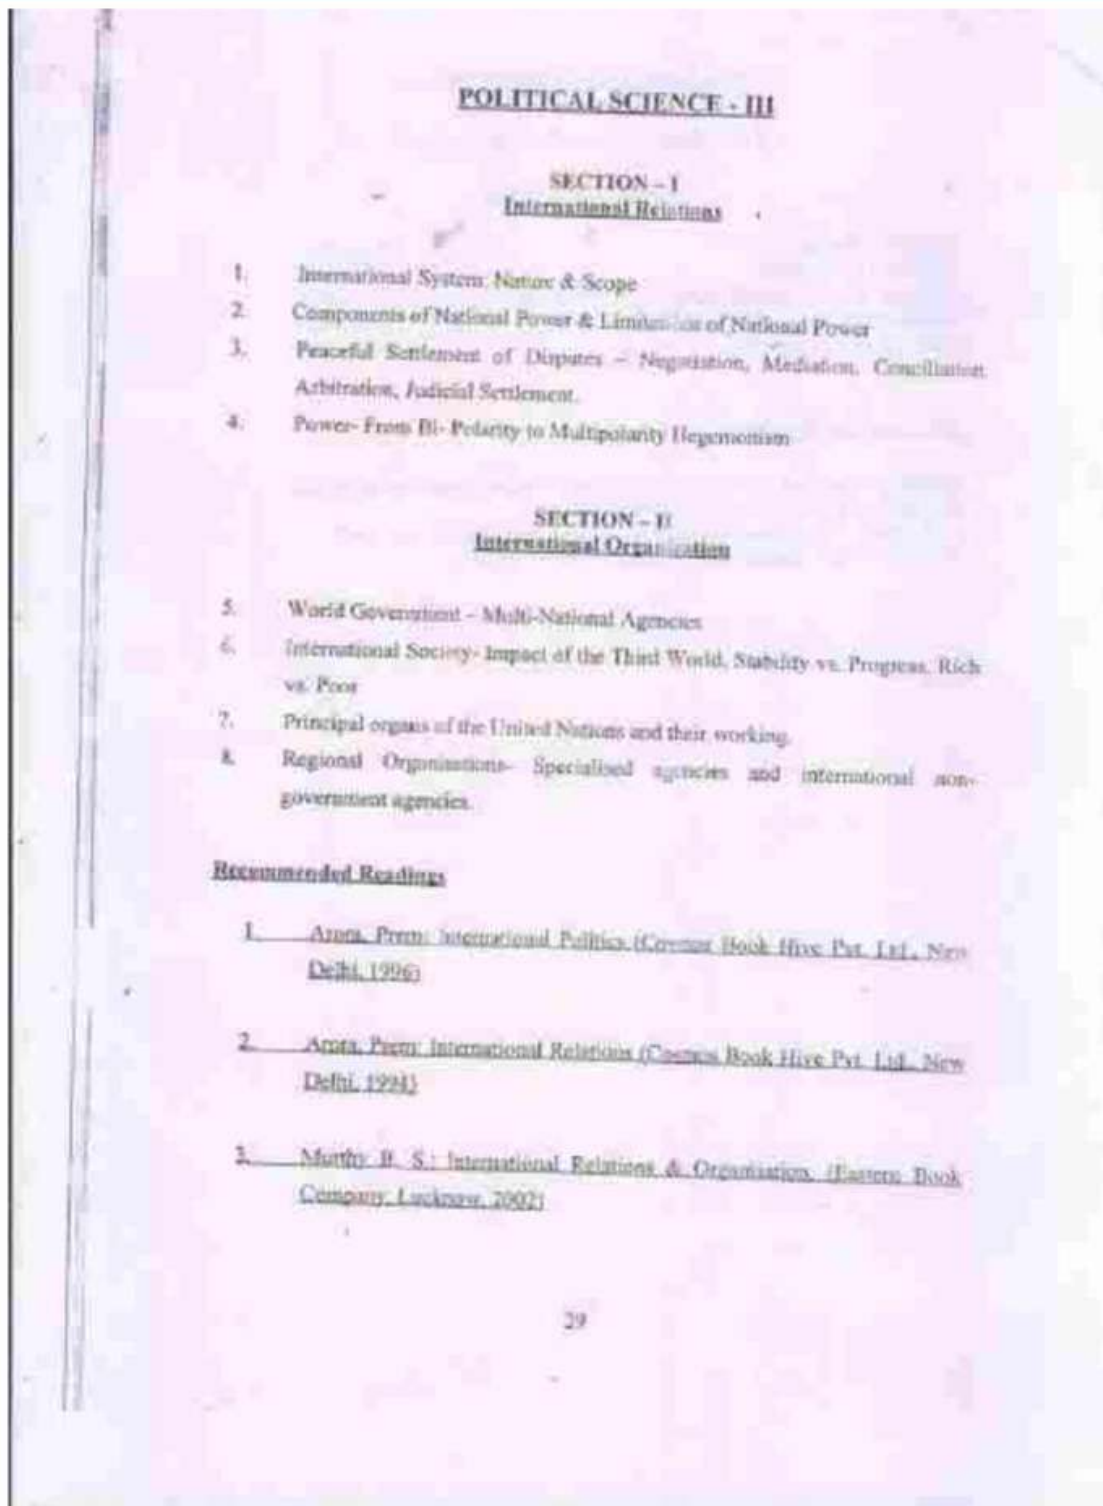 POLITICAL SCIENCE - III
SECTION - I
International Relations
1. International System: Nature & Scope
2. Components of National Power & Limitations of National Power
3. Peaceful Settlement of Disputes – Negotiation, Mediation, Conciliation
Arbitration, Judicial Settlement.
4. Power- From Bi- Polarity to Multipolarity Hegemonism
SECTION - II
International Organization
5. World Government – Multi-National Agencies
6. International Society- Impact of the Third World, Stability vs. Progress, Rich
vs. Poor
7. Principal organs of the United Nations and their working.
8. Regional Organisations- Specialised agencies and international non-
government agencies.
Recommended Readings
1. Arora, Prem: International Politics (Cosmos Book Hive Pvt. Ltd., New
Delhi, 1996)
2. Arora, Prem: International Relations (Cosmos Book Hive Pvt. Ltd., New
Delhi, 1994)
3. Murthy B. S.: International Relations & Organisation, (Eastern Book
Company, Lucknow, 2002)
29